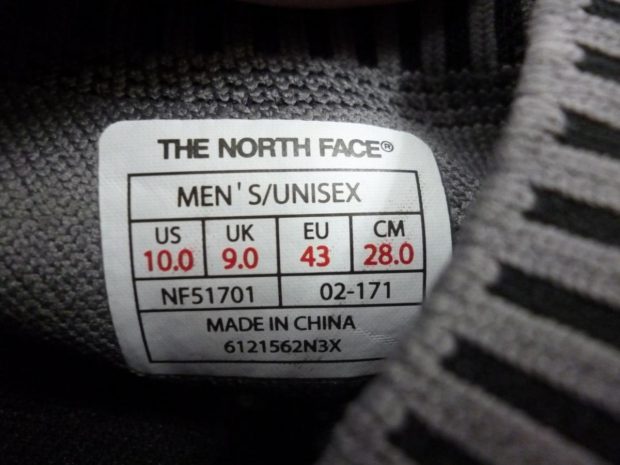 THE NORTH FACE®
MEN'S/UNISEX
US UK EU CM
10.0 9.0 43 28.0
NF51701 02-171
MADE IN CHINA
6121562N3X